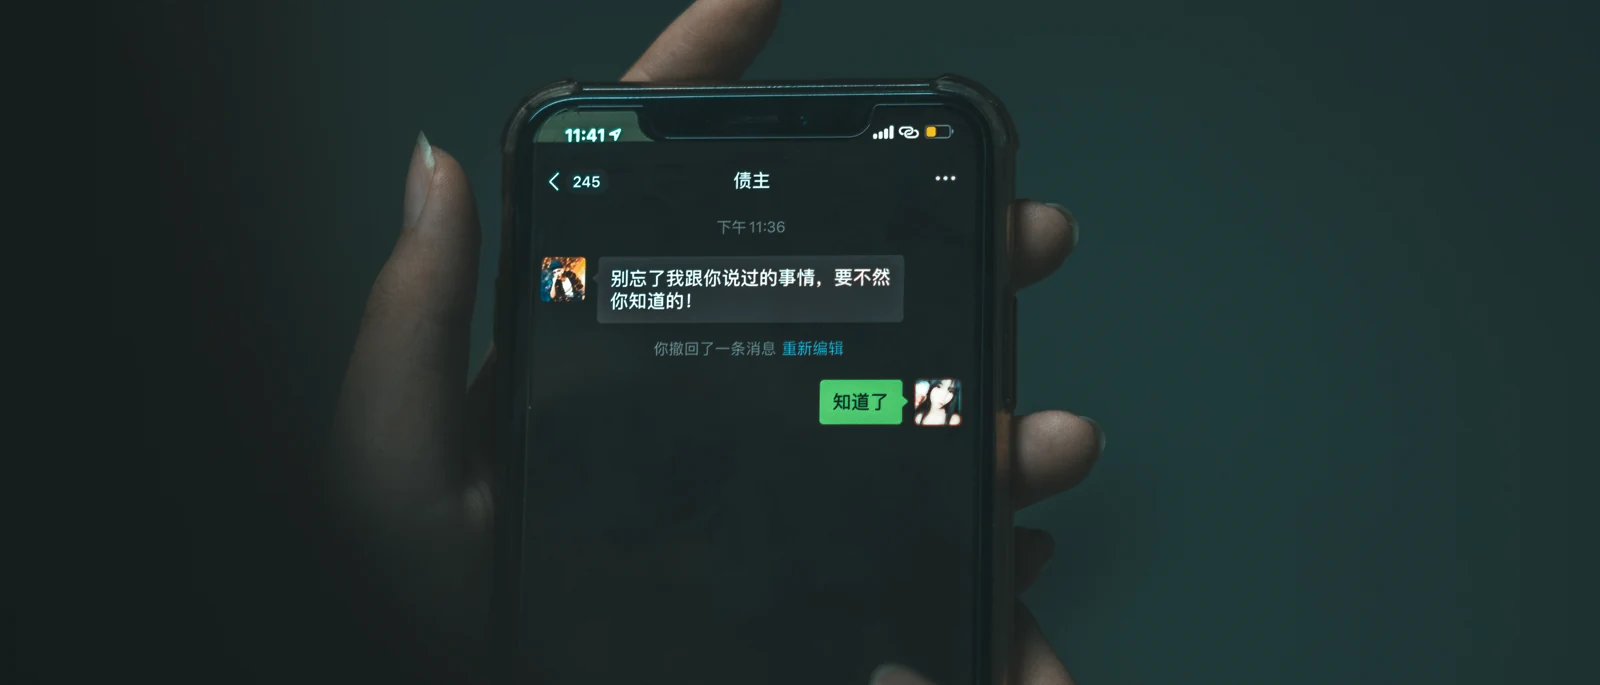 11:41
245
债主
下午11:36
别忘了我跟你说过的事情，要不然
你知道的！
你撤回了一条消息 重新编辑
知道了